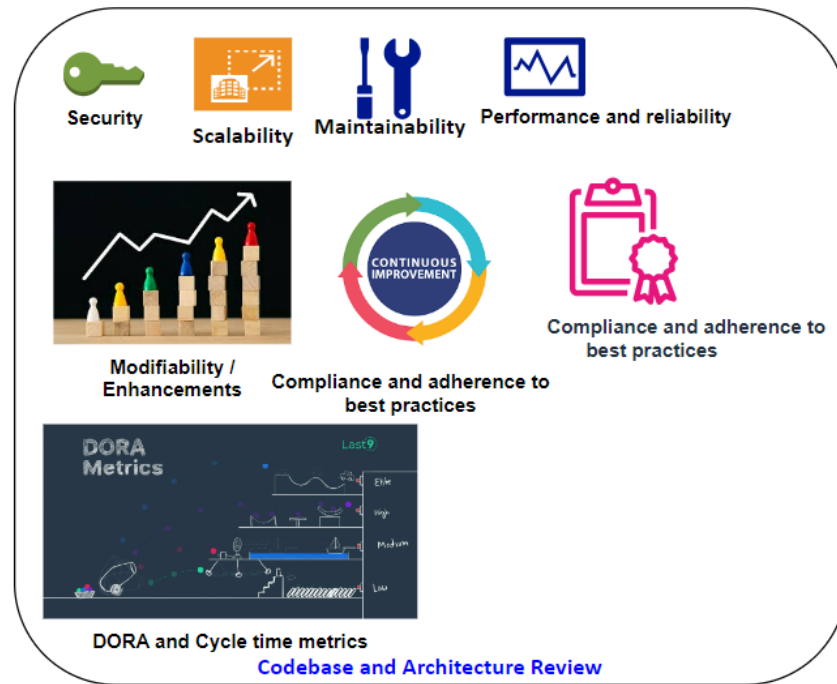 Security
Scalability
Maintainability
Performance and reliability
CONTINUOUS
IMPROVEMENT
Modifiability /
Enhancements
Compliance and adherence to
best practices
Compliance and adherence to
best practices
DORA
Metrics
Last9
Elite
High
Medium
Low
DORA and Cycle time metrics
Codebase and Architecture Review